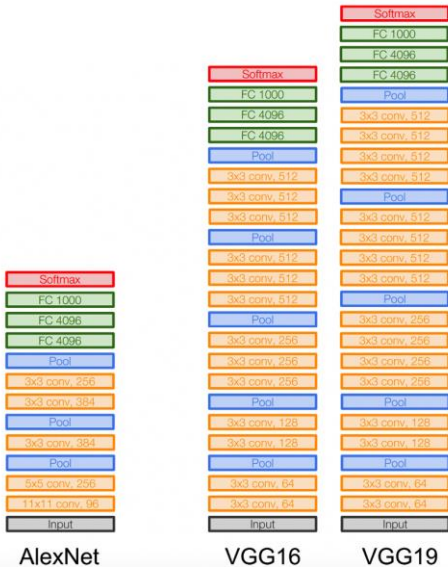 Softmax
FC 1000
FC 4096
FC 4096
Pool
3x3 conv, 256
3x3 conv, 384
Pool
3x3 conv, 384
Pool
5x5 conv, 256
11x11 conv, 96
Input
AlexNet
Softmax
FC 1000
FC 4096
FC 4096
Pool
3x3 conv, 512
3x3 conv, 512
3x3 conv, 512
Pool
3x3 conv, 512
3x3 conv, 512
3x3 conv, 512
Pool
3x3 conv, 256
3x3 conv, 256
3x3 conv, 256
Pool
3x3 conv, 128
3x3 conv, 128
Pool
3x3 conv, 64
3x3 conv, 64
Input
VGG16
Softmax
FC 1000
FC 4096
FC 4096
Pool
3x3 conv, 512
3x3 conv, 512
3x3 conv, 512
3x3 conv, 512
Pool
3x3 conv, 512
3x3 conv, 512
3x3 conv, 512
3x3 conv, 512
Pool
3x3 conv, 256
3x3 conv, 256
3x3 conv, 256
3x3 conv, 256
Pool
3x3 conv, 128
3x3 conv, 128
Pool
3x3 conv, 64
3x3 conv, 64
Input
VGG19